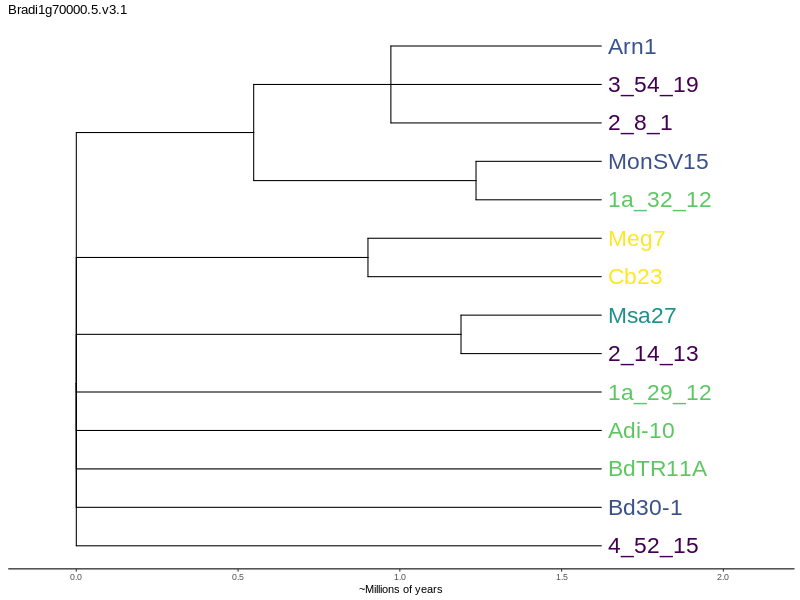 Bradi1g70000.5.v3.1
Arn1
3_54_19
2_8_1
MonSV15
1a_32_12
Meg7
Cb23
Msa27
2_14_13
1a_29_12
Adi-10
BdTR11A
Bd30-1
4_52_15
0.0 0.5 1.0 1.5 2.0
~Millions of years